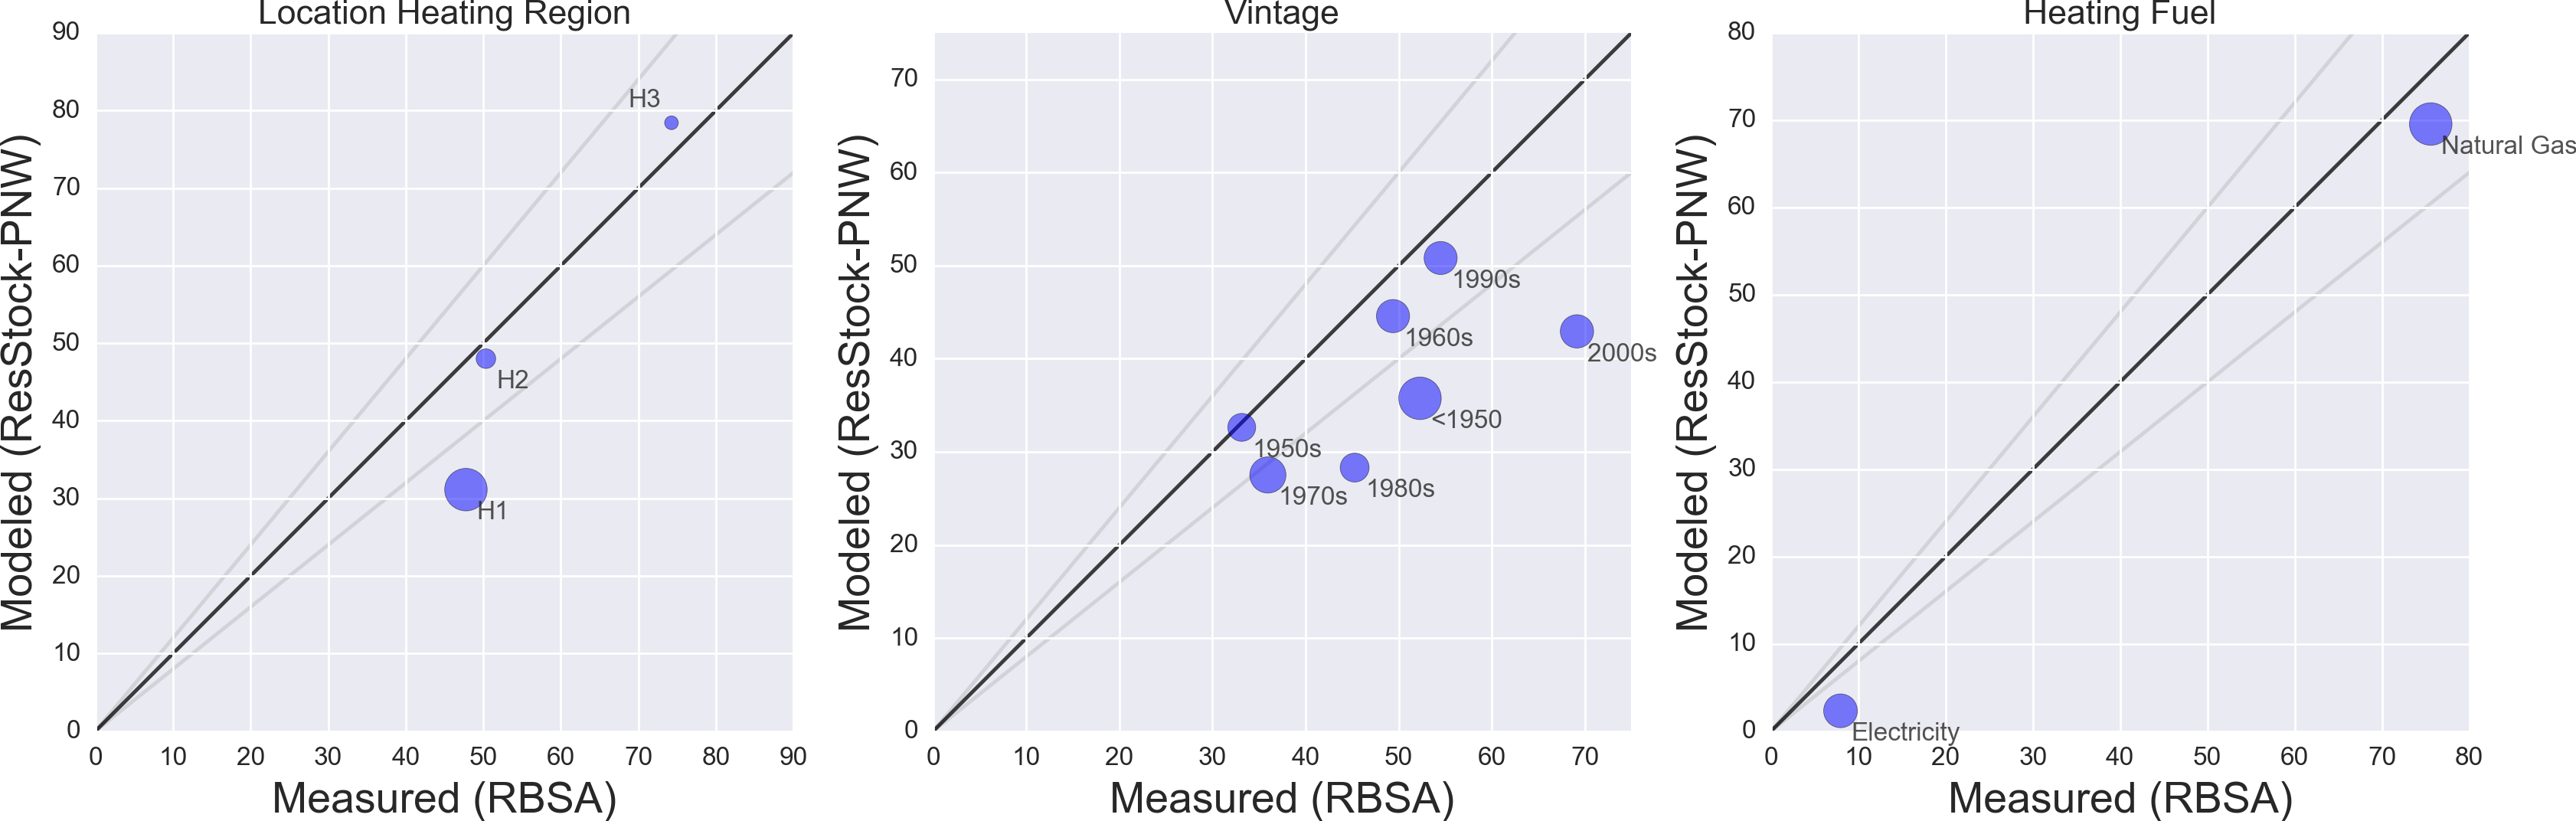 Location Heating Region
90
80
70
60
50
40
30
20
10
0
0 10 20 30 40 50 60 70 80 90
H3
H2
H1
Modeled (ResStock-PNW)
Measured (RBSA)
Vintage
70
60
50
40
30
20
10
0
0 10 20 30 40 50 60 70
1990s
1960s
2000s
<1950
1950s
1970s
1980s
Modeled (ResStock-PNW)
Measured (RBSA)
Heating Fuel
80
70
60
50
40
30
20
10
0
0 10 20 30 40 50 60 70 80
Natural Gas
Electricity
Modeled (ResStock-PNW)
Measured (RBSA)